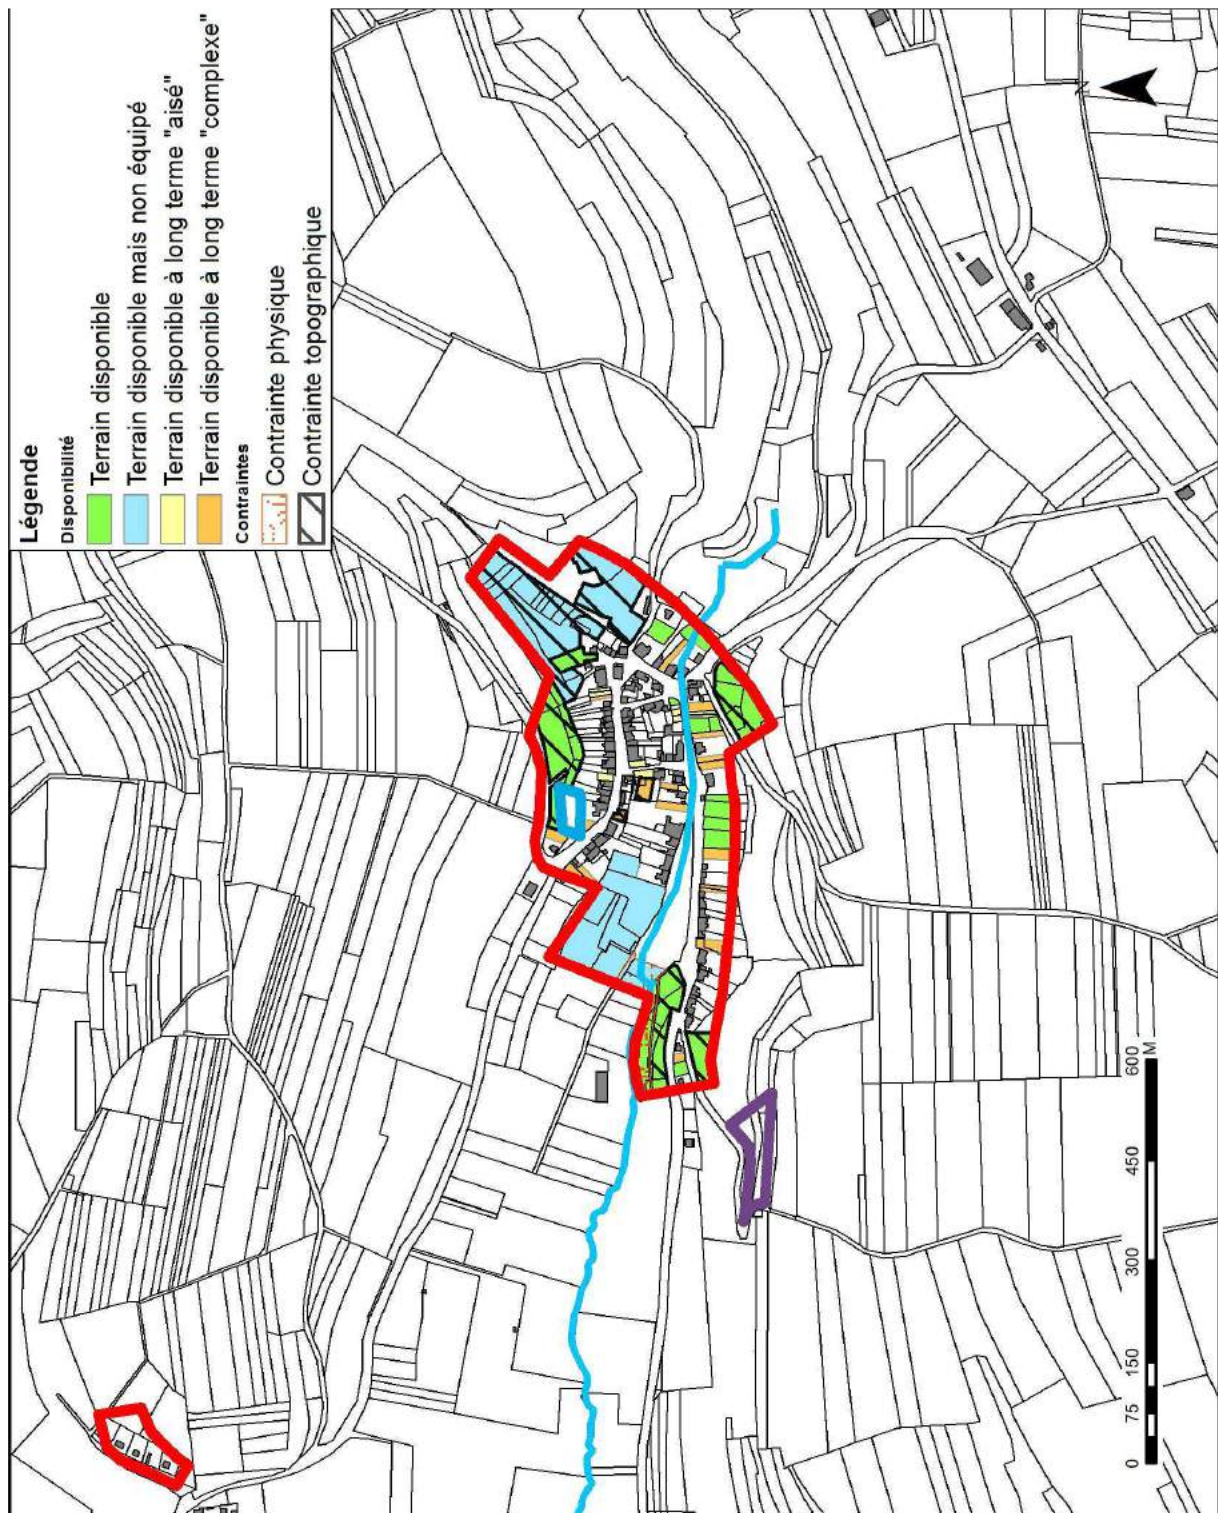 Légende
Disponibilité
Terrain disponible
Terrain disponible mais non équipé
Terrain disponible à long terme "aisé"
Terrain disponible à long terme "complexe"
Contraintes
Contrainte physique
Contrainte topographique
N
0 75 150 300 450 600
M